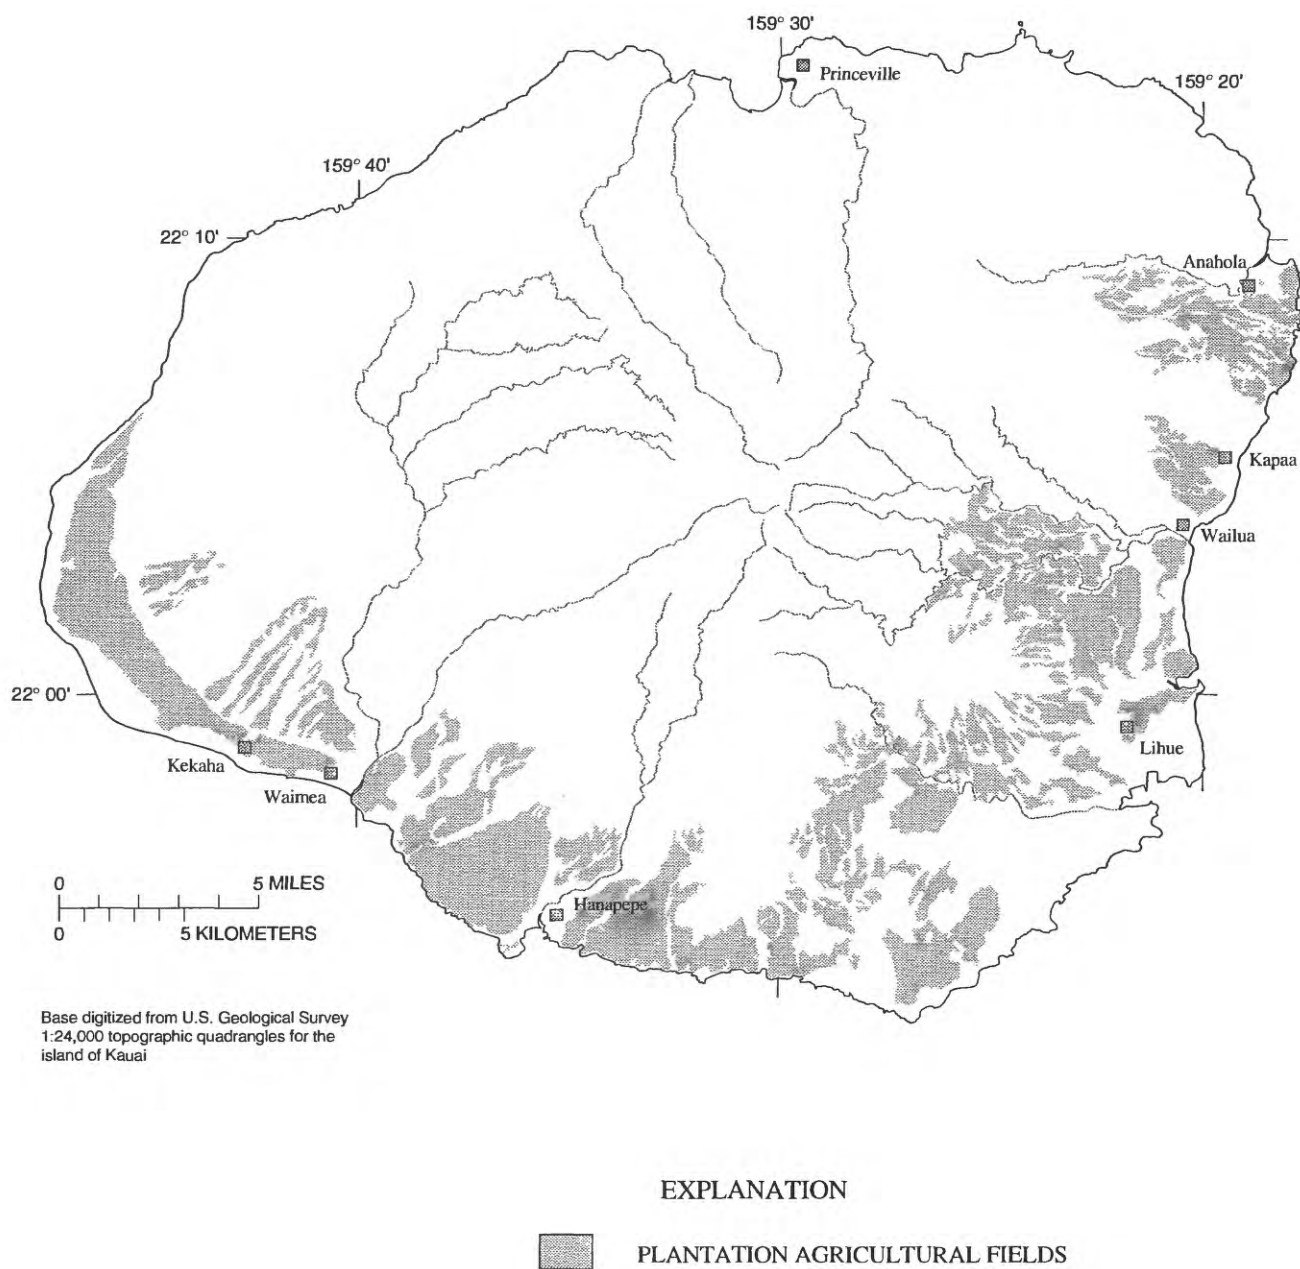 159° 30'
Princeville
159° 20'
159° 40'
22° 10'
Anahola
Kapaa
Wailua
22° 00'
Lihue
Kekaha
Waimea
0 5 MILES
Hanapepe
0 5 KILOMETERS
Base digitized from U.S. Geological Survey
1:24,000 topographic quadrangles for the
island of Kauai
EXPLANATION
PLANTATION AGRICULTURAL FIELDS